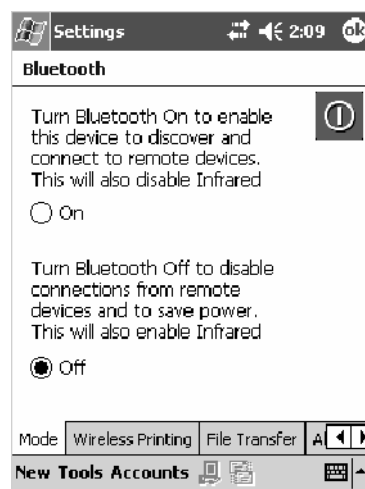 Settings 2:09 ok
Bluetooth
Turn Bluetooth On to enable
this device to discover and
connect to remote devices.
This will also disable Infrared
On
Turn Bluetooth Off to disable
connections from remote
devices and to save power.
This will also enable Infrared
Off
Mode Wireless Printing File Transfer
New Tools Accounts